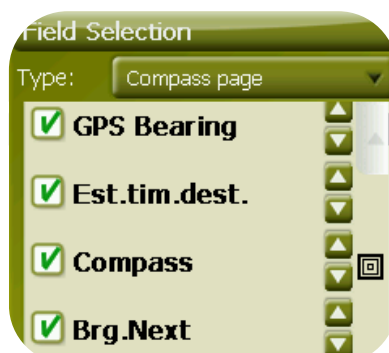 Field Selection
Type: Compass page
GPS Bearing
Est.tim.dest.
Compass
Brg.Next